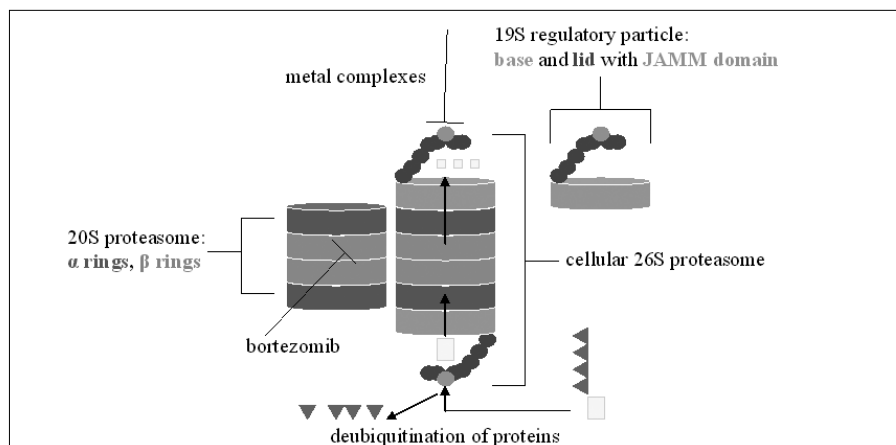 19S regulatory particle:
base and lid with JAMM domain
metal complexes
20S proteasome:
α rings, β rings
cellular 26S proteasome
bortezomib
deubiquitination of proteins